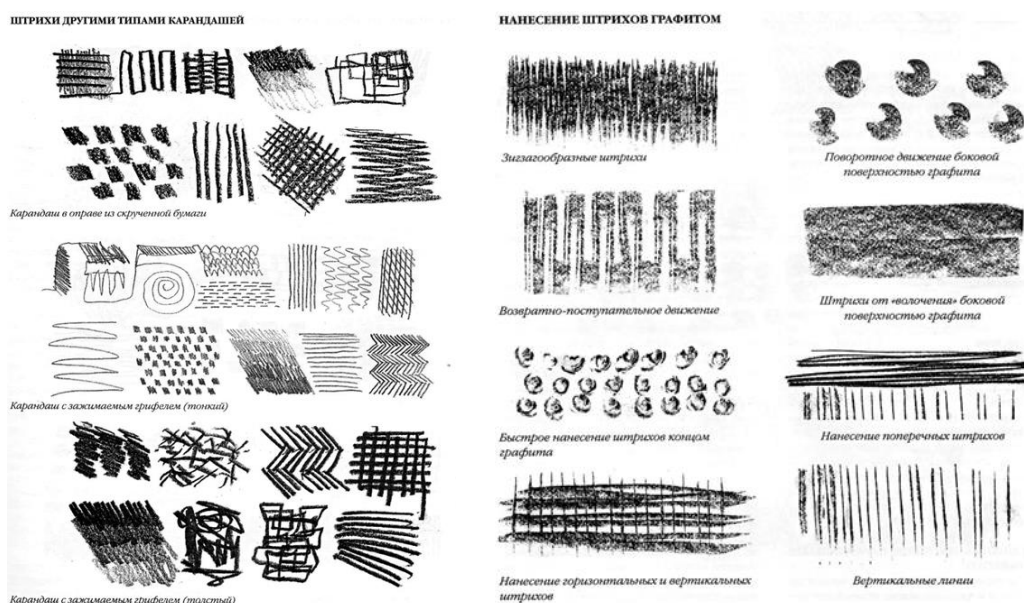 ШТРИХИ ДРУГИМИ ТИПАМИ КАРАНДАШЕЙ
Карандаш в оправе из скрученной бумаги
Карандаш с зажимаемым грифелем (тонкий)
Карандаш с зажимаемым грифелем (толстый)
НАНЕСЕНИЕ ШТРИХОВ ГРАФИТОМ
Зигзагообразные штрихи
Поворотное движение боковой
поверхностью графита
Возвратно-поступательное движение
Штрихи от «волочения» боковой
поверхностью графита
Быстрое нанесение штрихов концом
графита
Нанесение поперечных штрихов
Нанесение горизонтальных и вертикальных
штрихов
Вертикальные линии